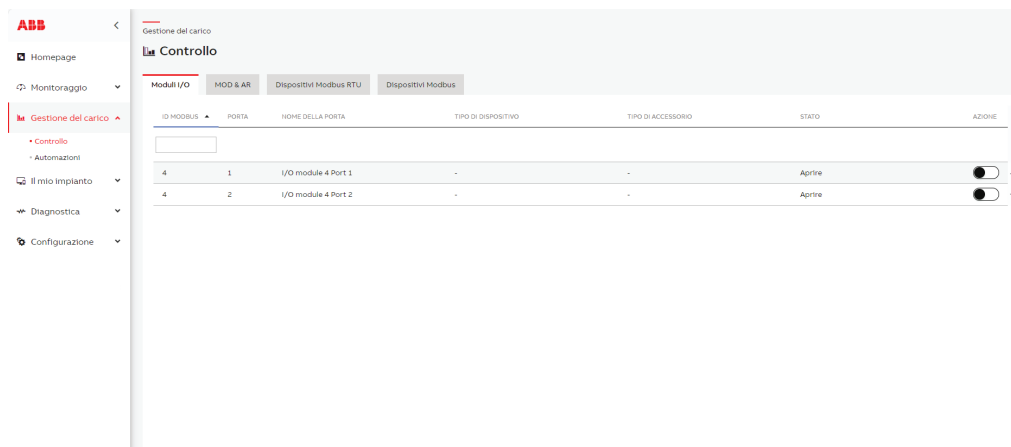 ABB
Homepage
Monitoraggio
Gestione del carico
Controllo
Automazioni
Il mio impianto
Diagnostica
Configurazione
Gestione del carico
Controllo
Moduli I/O MOD & AR Dispositivi Modbus RTU Dispositivi Modbus
ID MODBUS PORTA NOME DELLA PORTA TIPO DI DISPOSITIVO TIPO DI ACCESSORIO STATO AZIONE
4 1 I/O module 4 Port 1 - - Aprire
4 2 I/O module 4 Port 2 - - Aprire